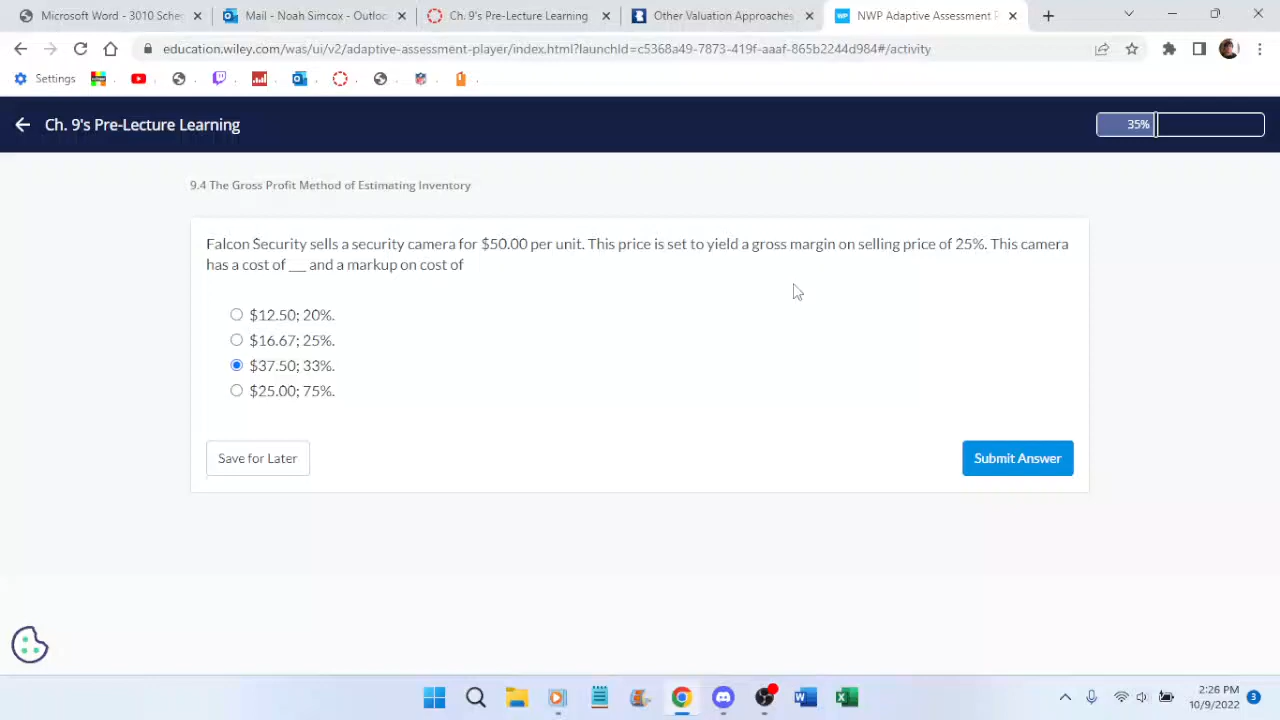 Microsoft Word - 3010 Sche
Mail - Noah Simcox - Outloo
Ch. 9's Pre-Lecture Learning
Other Valuation Approaches
WP NWP Adaptive Assessment P
education.wiley.com/was/ui/v2/adaptive-assessment-player/index.html?launchId=c5368a49-7873-419f-aaaf-865b2244d984#/activity
Settings
Ch. 9's Pre-Lecture Learning
35%
9.4 The Gross Profit Method of Estimating Inventory
Falcon Security sells a security camera for $50.00 per unit. This price is set to yield a gross margin on selling price of 25%. This camera
has a cost of ___ and a markup on cost of
$12.50; 20%.
$16.67; 25%.
$37.50; 33%.
$25.00; 75%.
Save for Later
Submit Answer
2:26 PM
10/9/2022
3